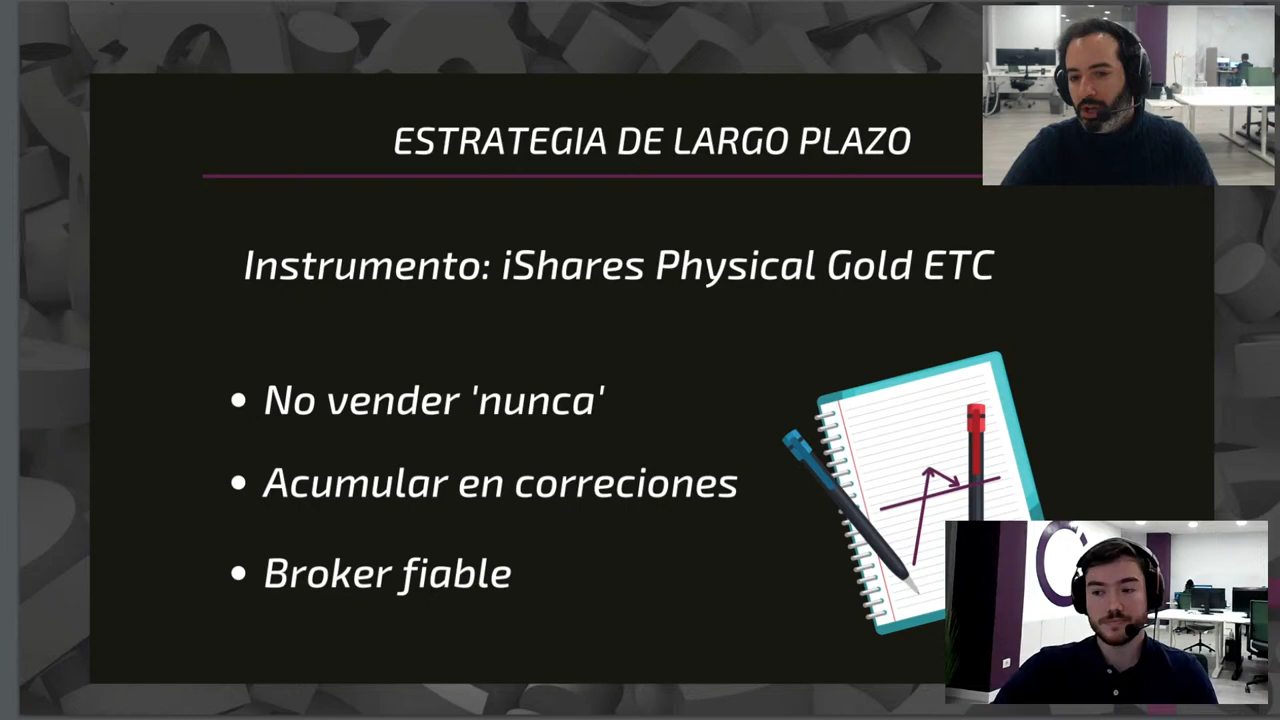 ESTRATEGIA DE LARGO PLAZO
Instrumento: iShares Physical Gold ETC
• No vender 'nunca'
• Acumular en correciones
• Broker fiable